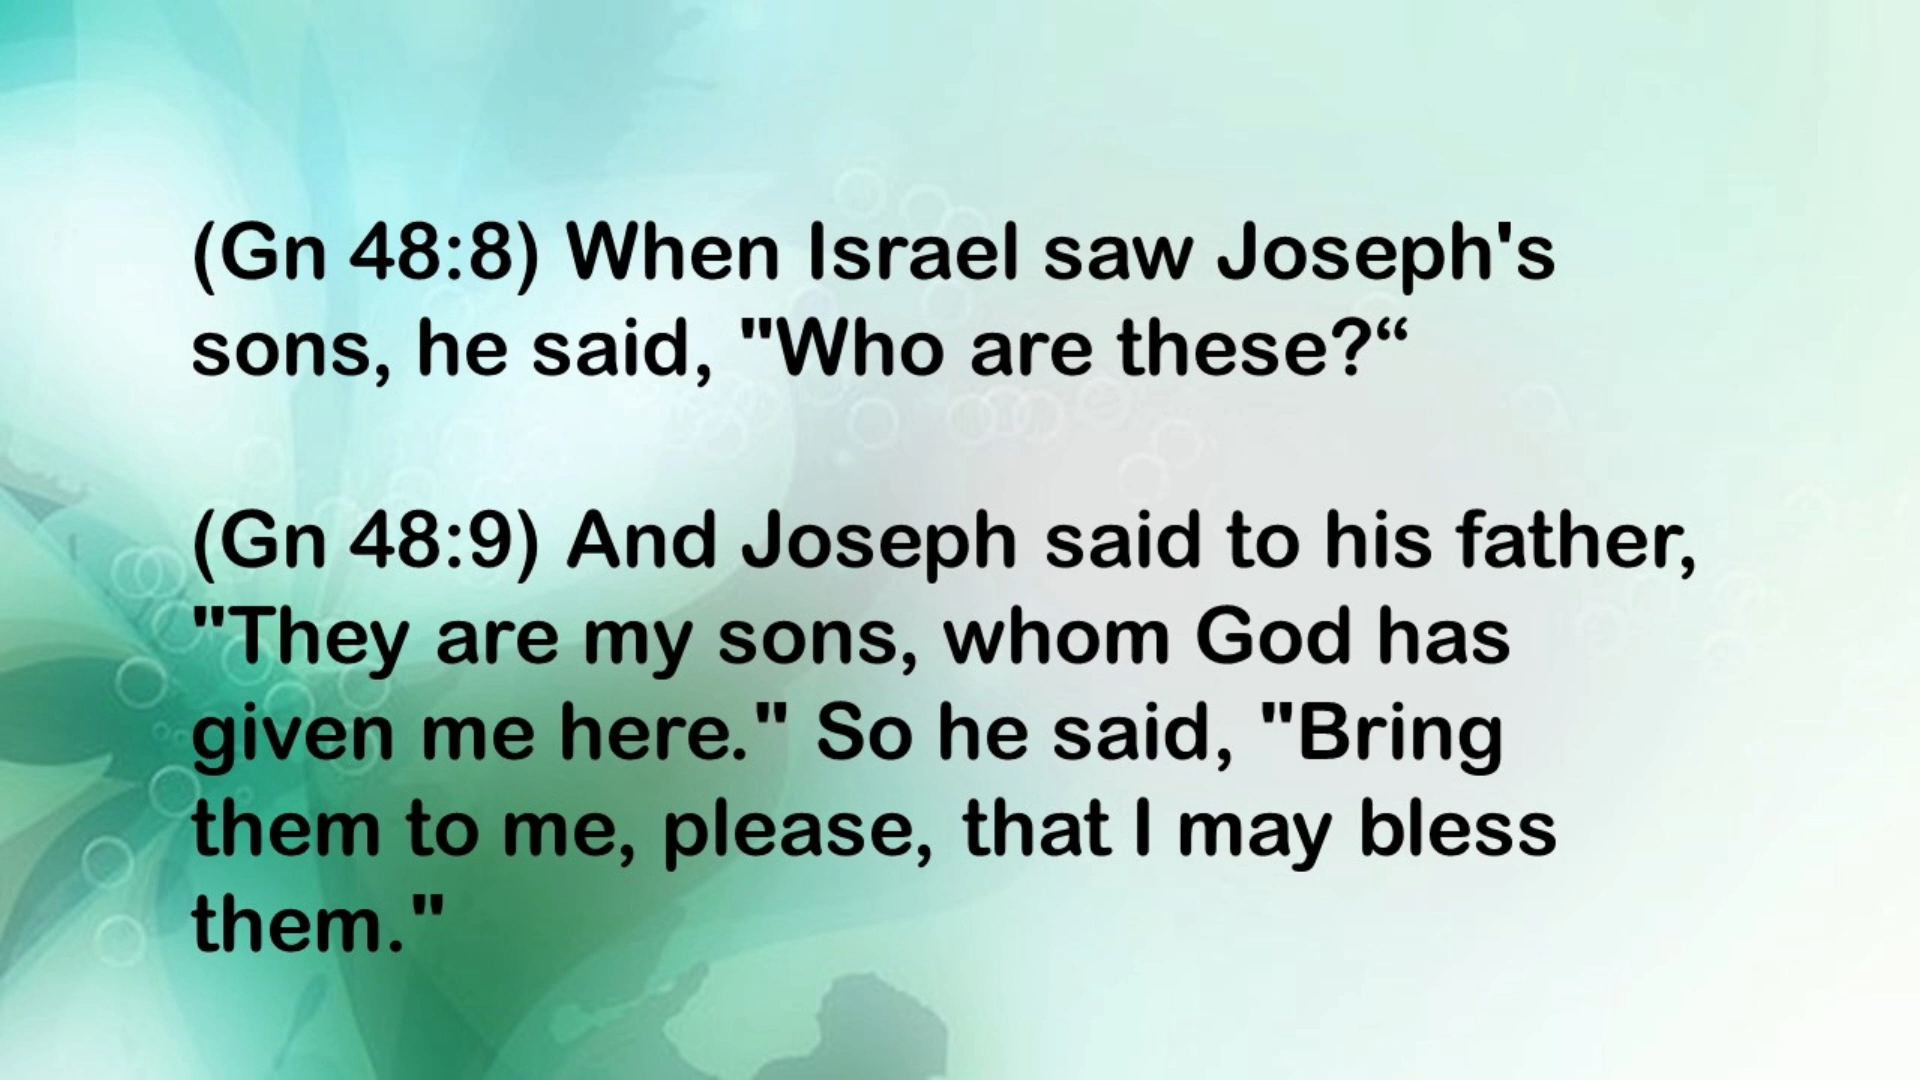 (Gn 48:8) When Israel saw Joseph's
sons, he said, "Who are these?“
(Gn 48:9) And Joseph said to his father,
"They are my sons, whom God has
given me here." So he said, "Bring
them to me, please, that I may bless
them."